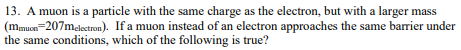 13. A muon is a particle with the same charge as the electron, but with a larger mass
(mmuon=207melectron). If a muon instead of an electron approaches the same barrier under
the same conditions, which of the following is true?